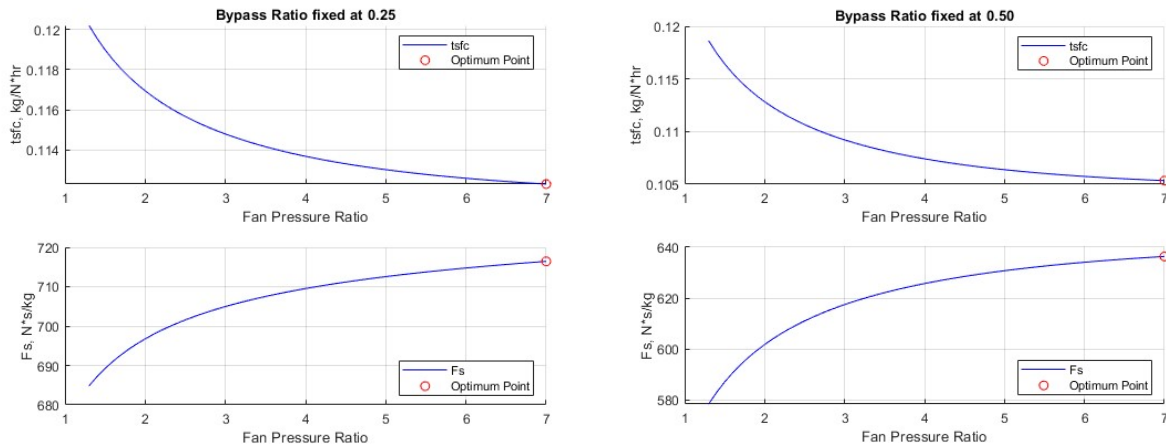 Bypass Ratio fixed at 0.25
0.12
0.118
0.116
0.114
tsfc, kg/N*hr
tsfc
Optimum Point
1 2 3 4 5 6 7
Fan Pressure Ratio
720
710
700
690
680
Fs, N*s/kg
Fs
Optimum Point
1 2 3 4 5 6 7
Fan Pressure Ratio
Bypass Ratio fixed at 0.50
0.12
0.115
0.11
0.105
tsfc, kg/N*hr
tsfc
Optimum Point
1 2 3 4 5 6 7
Fan Pressure Ratio
640
620
600
580
Fs, N*s/kg
Fs
Optimum Point
1 2 3 4 5 6 7
Fan Pressure Ratio